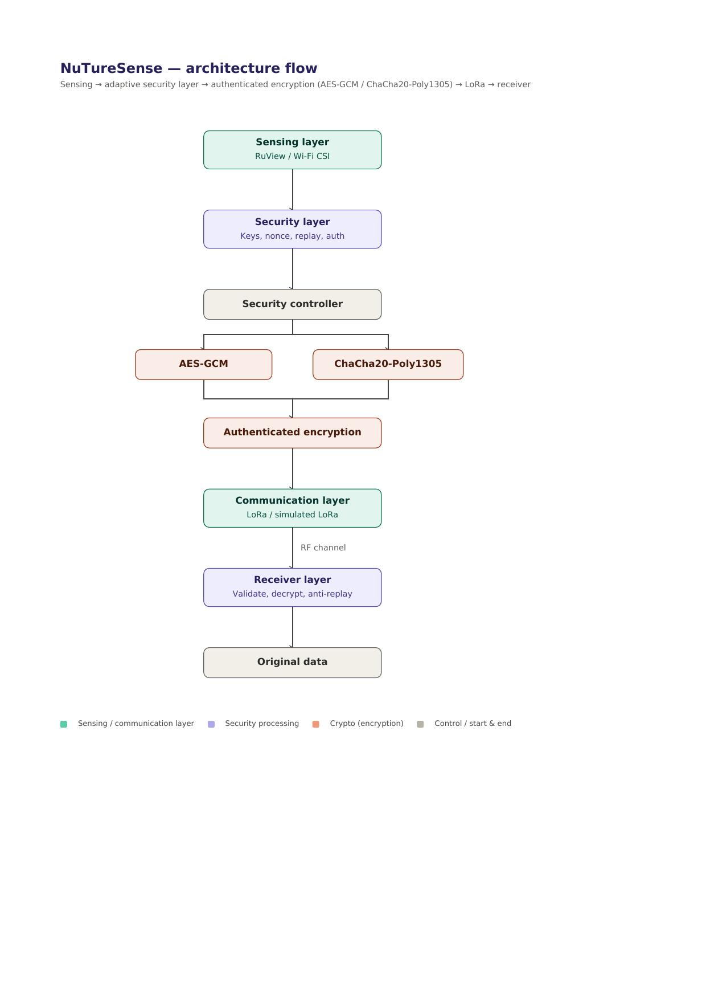 NuTureSense — architecture flow
Sensing → adaptive security layer → authenticated encryption (AES-GCM / ChaCha20-Poly1305) → LoRa → receiver
Sensing layer
RuView / Wi-Fi CSI
Security layer
Keys, nonce, replay, auth
Security controller
AES-GCM
ChaCha20-Poly1305
Authenticated encryption
Communication layer
LoRa / simulated LoRa
RF channel
Receiver layer
Validate, decrypt, anti-replay
Original data
Sensing / communication layer
Security processing
Crypto (encryption)
Control / start & end